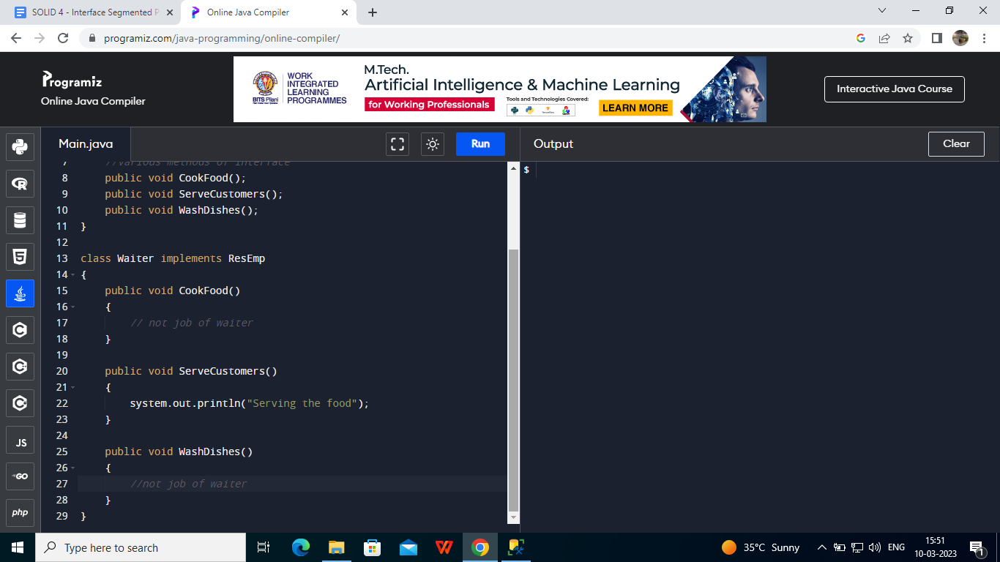 SOLID 4 - Interface Segmented P
Online Java Compiler
programiz.com/java-programming/online-compiler/
Programiz
Online Java Compiler
BITS Pilani
WORK
INTEGRATED
LEARNING
PROGRAMMES
M.Tech.
Artificial Intelligence & Machine Learning
for Working Professionals
Tools and Technologies Covered:
LEARN MORE
Interactive Java Course
Main.java
Run
Output
Clear
7 //various methods of interface
8 public void CookFood();
9 public void ServeCustomers();
10 public void WashDishes();
11 }
12
13 class Waiter implements ResEmp
14 {
15 public void CookFood()
16 {
17 // not job of waiter
18 }
19
20 public void ServeCustomers()
21 {
22 system.out.println("Serving the food");
23 }
24
25 public void WashDishes()
26 {
27 //not job of waiter
28 }
29 }
$
JS
GO
php
Type here to search
35°C Sunny
ENG
15:51
10-03-2023
1